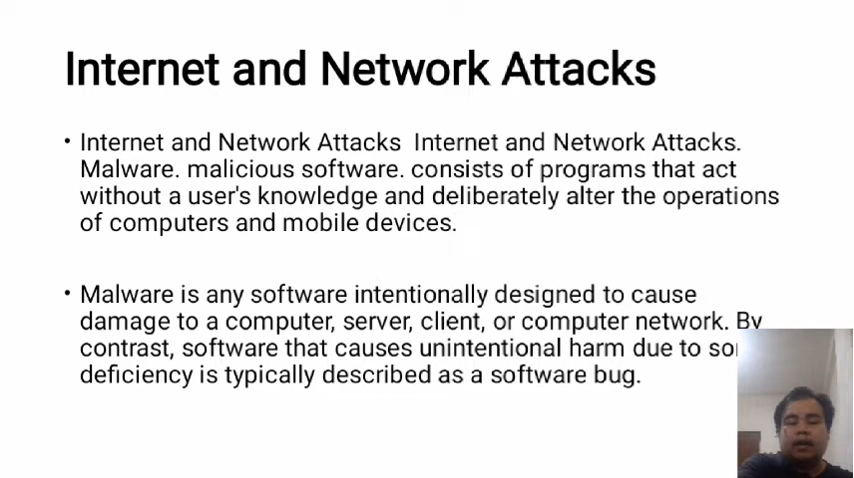 Internet and Network Attacks
• Internet and Network Attacks  Internet and Network Attacks.
Malware. malicious software. consists of programs that act
without a user's knowledge and deliberately alter the operations
of computers and mobile devices.
• Malware is any software intentionally designed to cause
damage to a computer, server, client, or computer network. By
contrast, software that causes unintentional harm due to
deficiency is typically described as a software bug.